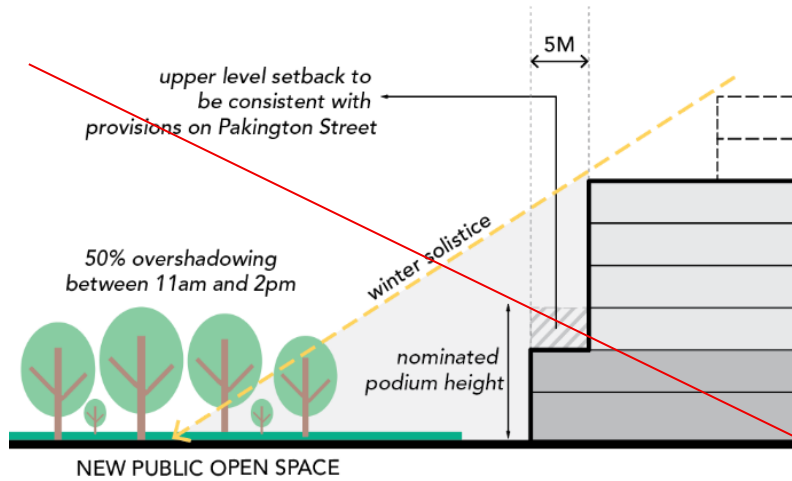 5M
upper level setback to
be consistent with
provisions on Pakington Street
winter solistice
50% overshadowing
between 11am and 2pm
nominated
podium height
NEW PUBLIC OPEN SPACE